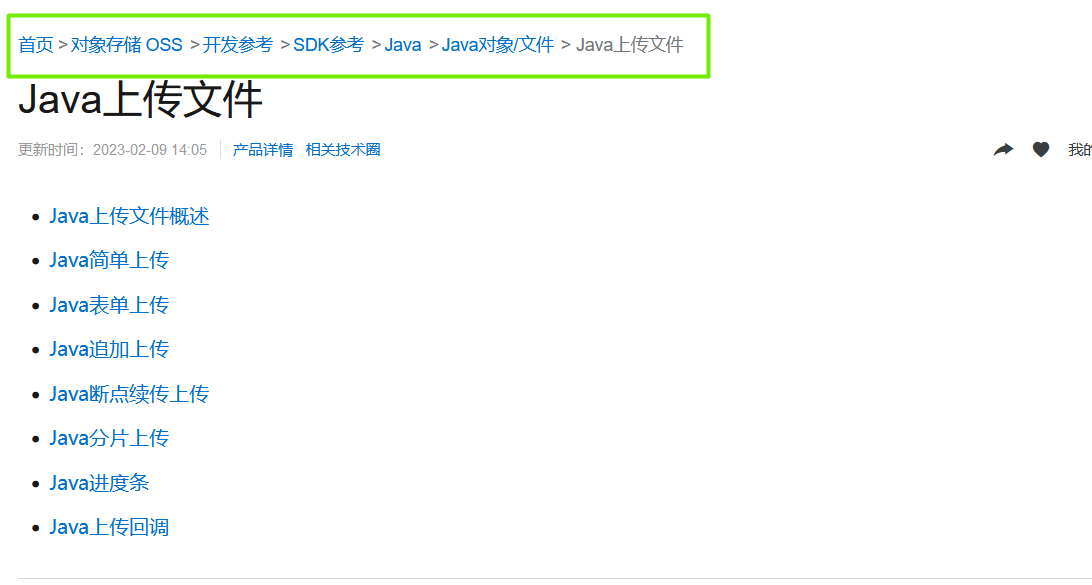 首页 > 对象存储 OSS > 开发参考 > SDK参考 > Java > Java对象/文件 > Java上传文件
Java上传文件
更新时间：2023-02-09 14:05 产品详情 相关技术圈 我的
Java上传文件概述
Java简单上传
Java表单上传
Java追加上传
Java断点续传上传
Java分片上传
Java进度条
Java上传回调